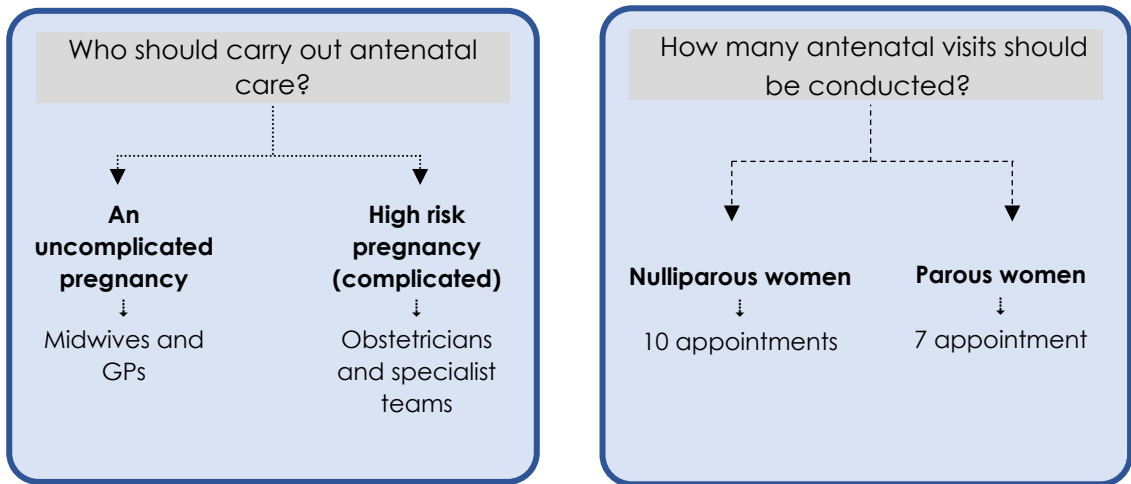 Who should carry out antenatal
care?
An
uncomplicated
pregnancy
Midwives and
GPs
High risk
pregnancy
(complicated)
Obstetricians
and specialist
teams
How many antenatal visits should
be conducted?
Nulliparous women
10 appointments
Parous women
7 appointment